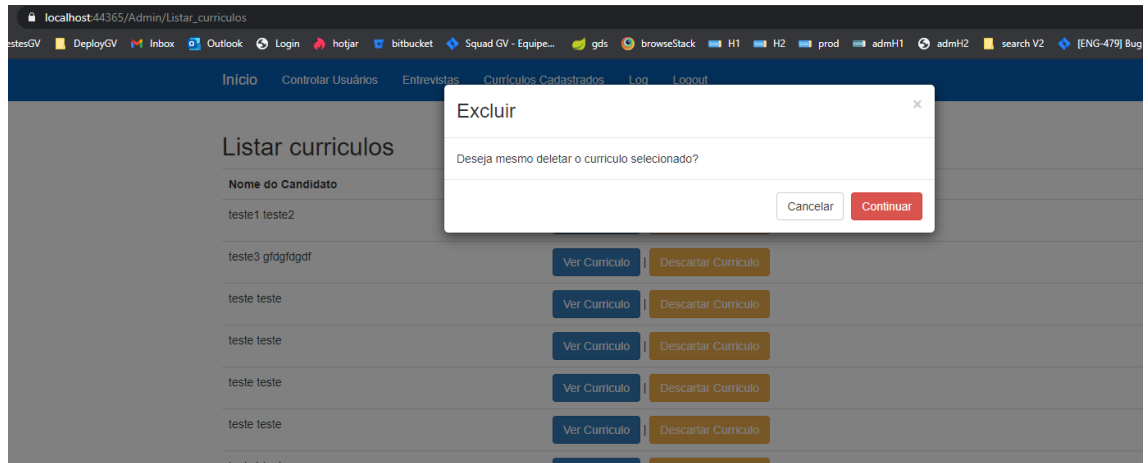 localhost:44365/Admin/Listar_curriculos
estesGV DeployGV Inbox Outlook Login hotjar bitbucket Squad GV - Equipe... gds browseStack H1 H2 prod admH1 admH2 search V2 [ENG-479] Bug
Início Controlar Usuários Entrevistas Currículos Cadastrados Log Logout
Excluir ×
Deseja mesmo deletar o curriculo selecionado?
Cancelar Continuar
Listar curriculos
Nome do Candidato
teste1 teste2
teste3 gfdgfdgdf Ver Curriculo | Descartar Curriculo
teste teste Ver Curriculo | Descartar Curriculo
teste teste Ver Curriculo | Descartar Curriculo
teste teste Ver Curriculo | Descartar Curriculo
teste teste Ver Curriculo | Descartar Curriculo